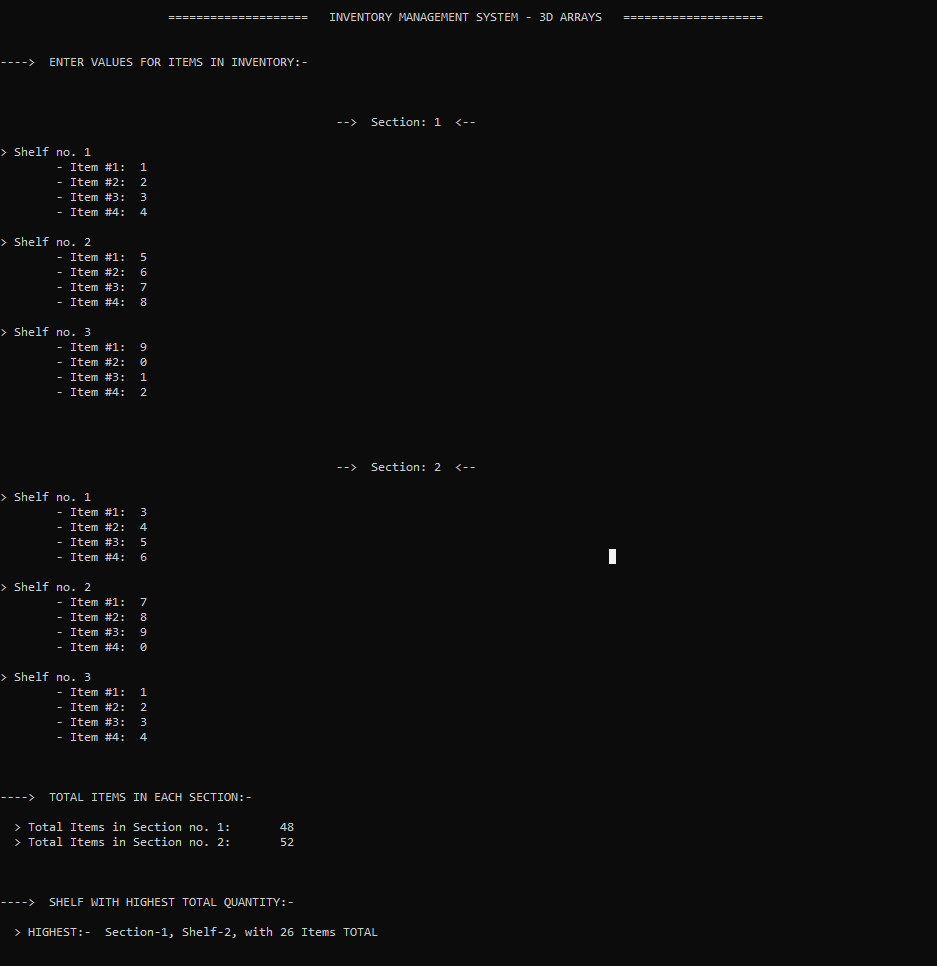 ====================   INVENTORY MANAGEMENT SYSTEM - 3D ARRAYS   ====================
---->  ENTER VALUES FOR ITEMS IN INVENTORY:-
-->  Section: 1  <--
> Shelf no. 1
- Item #1:  1
- Item #2:  2
- Item #3:  3
- Item #4:  4
> Shelf no. 2
- Item #1:  5
- Item #2:  6
- Item #3:  7
- Item #4:  8
> Shelf no. 3
- Item #1:  9
- Item #2:  0
- Item #3:  1
- Item #4:  2
-->  Section: 2  <--
> Shelf no. 1
- Item #1:  3
- Item #2:  4
- Item #3:  5
- Item #4:  6
> Shelf no. 2
- Item #1:  7
- Item #2:  8
- Item #3:  9
- Item #4:  0
> Shelf no. 3
- Item #1:  1
- Item #2:  2
- Item #3:  3
- Item #4:  4
---->  TOTAL ITEMS IN EACH SECTION:-
> Total Items in Section no. 1:       48
> Total Items in Section no. 2:       52
---->  SHELF WITH HIGHEST TOTAL QUANTITY:-
> HIGHEST:-  Section-1, Shelf-2, with 26 Items TOTAL